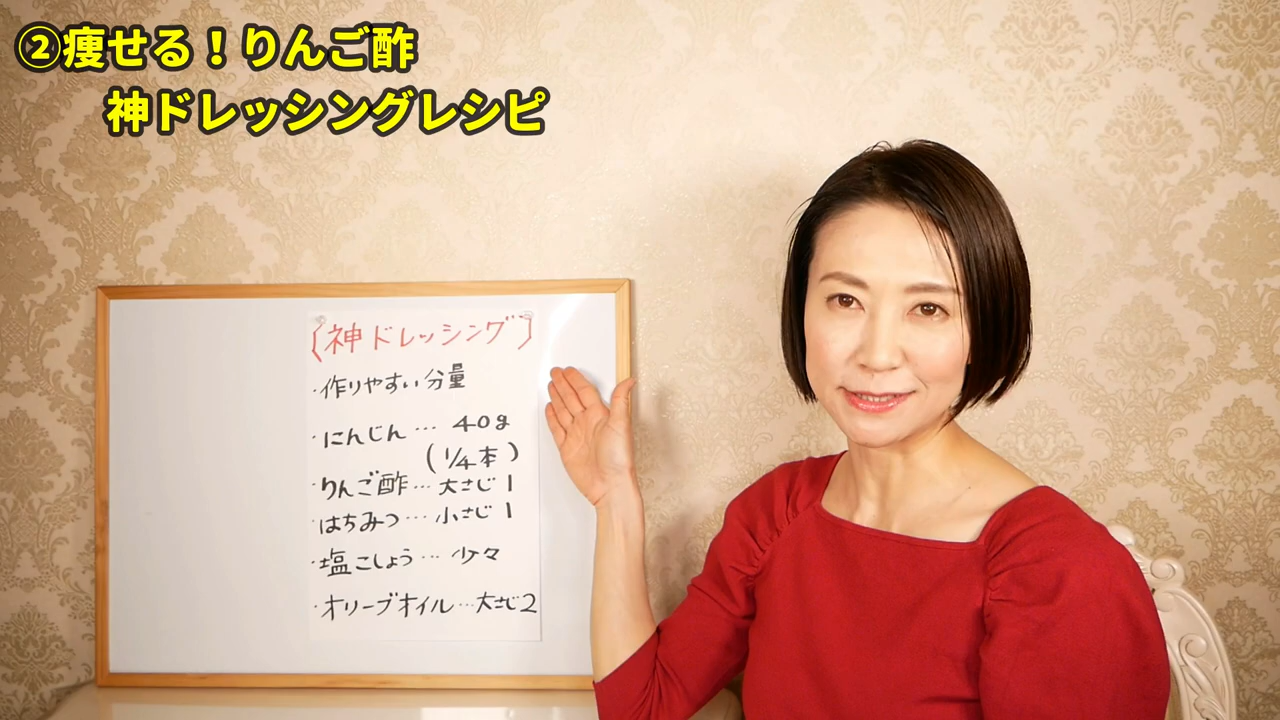 ②痩せる！りんご酢
神ドレッシングレシピ
〔神ドレッシング〕
・作りやすい分量
・にんじん… 40g
(1/4本)
・りんご酢…大さじ1
・はちみつ…小さじ1
・塩こしょう…少々
・オリーブオイル…大さじ2